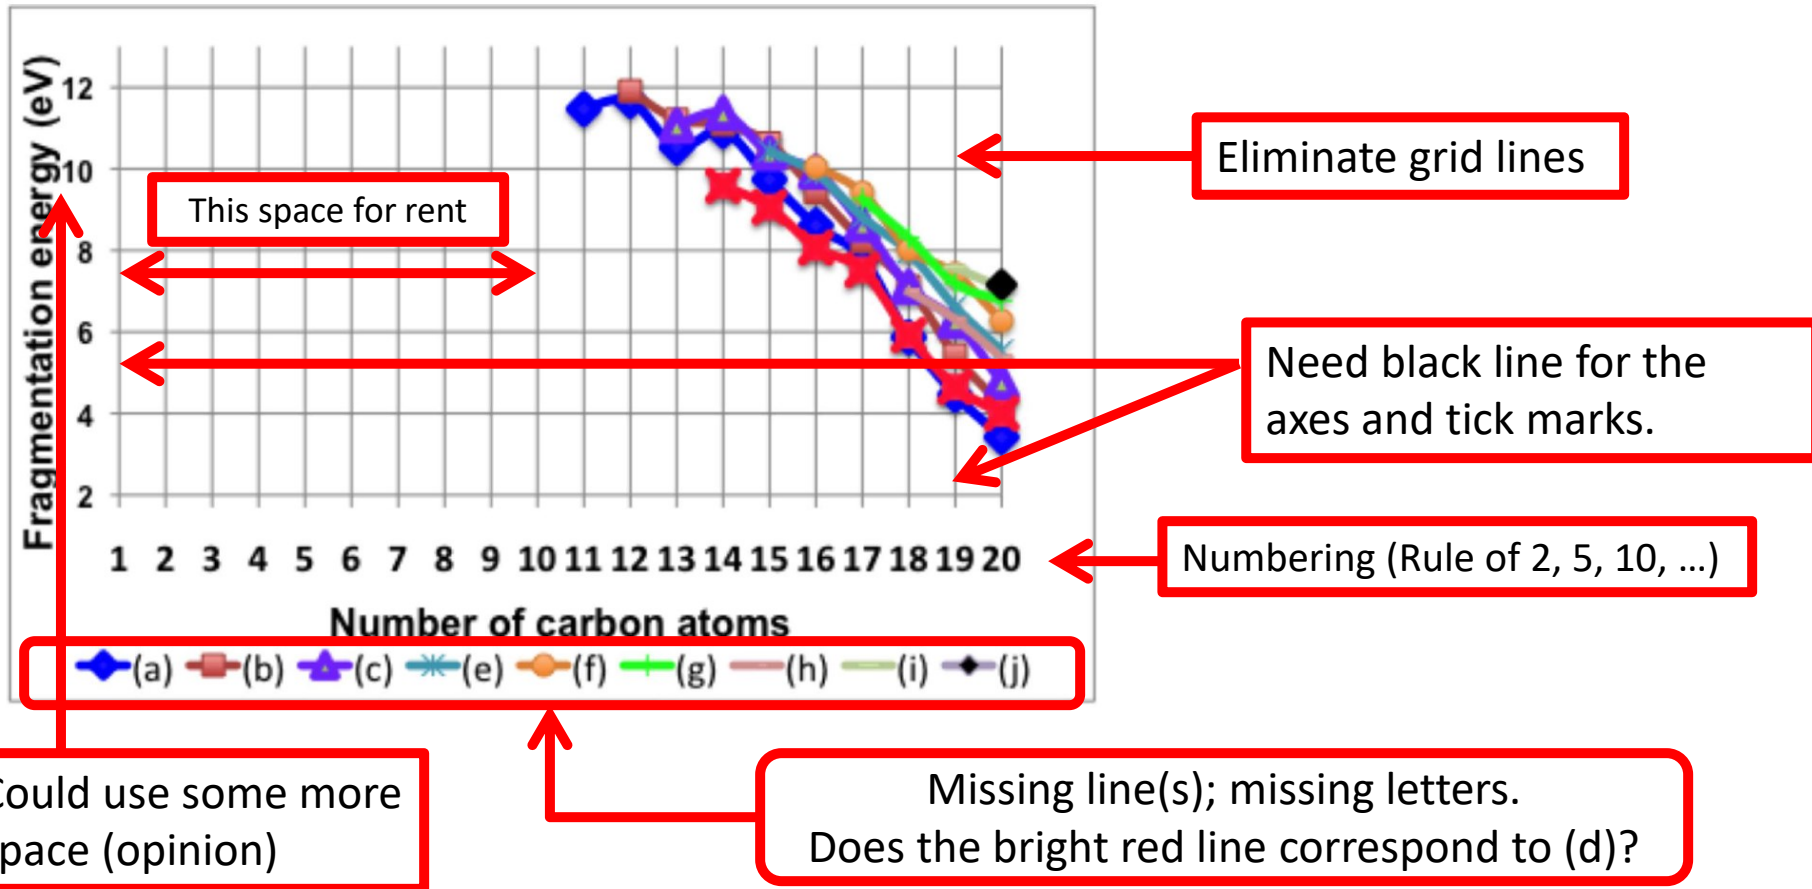 Fragmentation energy (eV)
12
10
8
6
4
2
This space for rent
Eliminate grid lines
Need black line for the
axes and tick marks.
1 2 3 4 5 6 7 8 9 10 11 12 13 14 15 16 17 18 19 20
Numbering (Rule of 2, 5, 10, …)
Number of carbon atoms
(a) (b) (c) (e) (f) (g) (h) (i) (j)
Could use some more
space (opinion)
Missing line(s); missing letters.
Does the bright red line correspond to (d)?